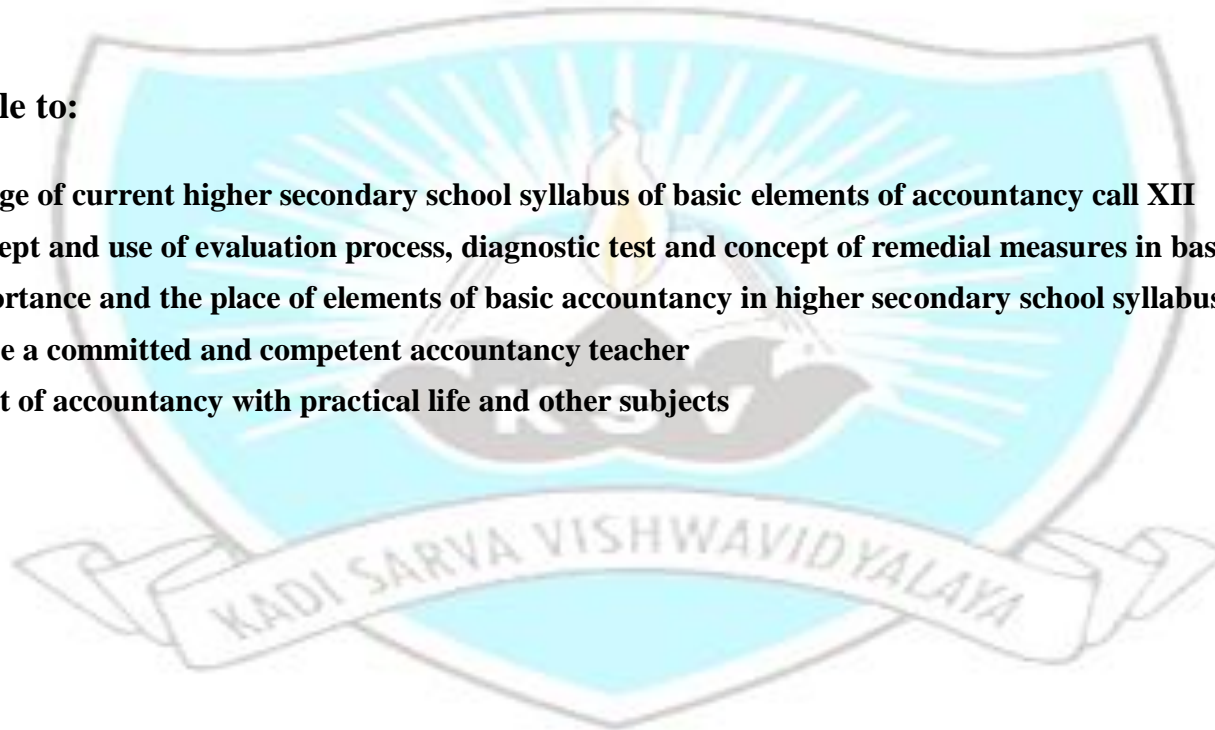 le to:
ge of current higher secondary school syllabus of basic elements of accountancy call XII
cept and use of evaluation process, diagnostic test and concept of remedial measures in bas
ortance and the place of elements of basic accountancy in higher secondary school syllabus
e a committed and competent accountancy teacher
t of accountancy with practical life and other subjects
KSV
KADI SARVA VISHWAVIDYALAYA